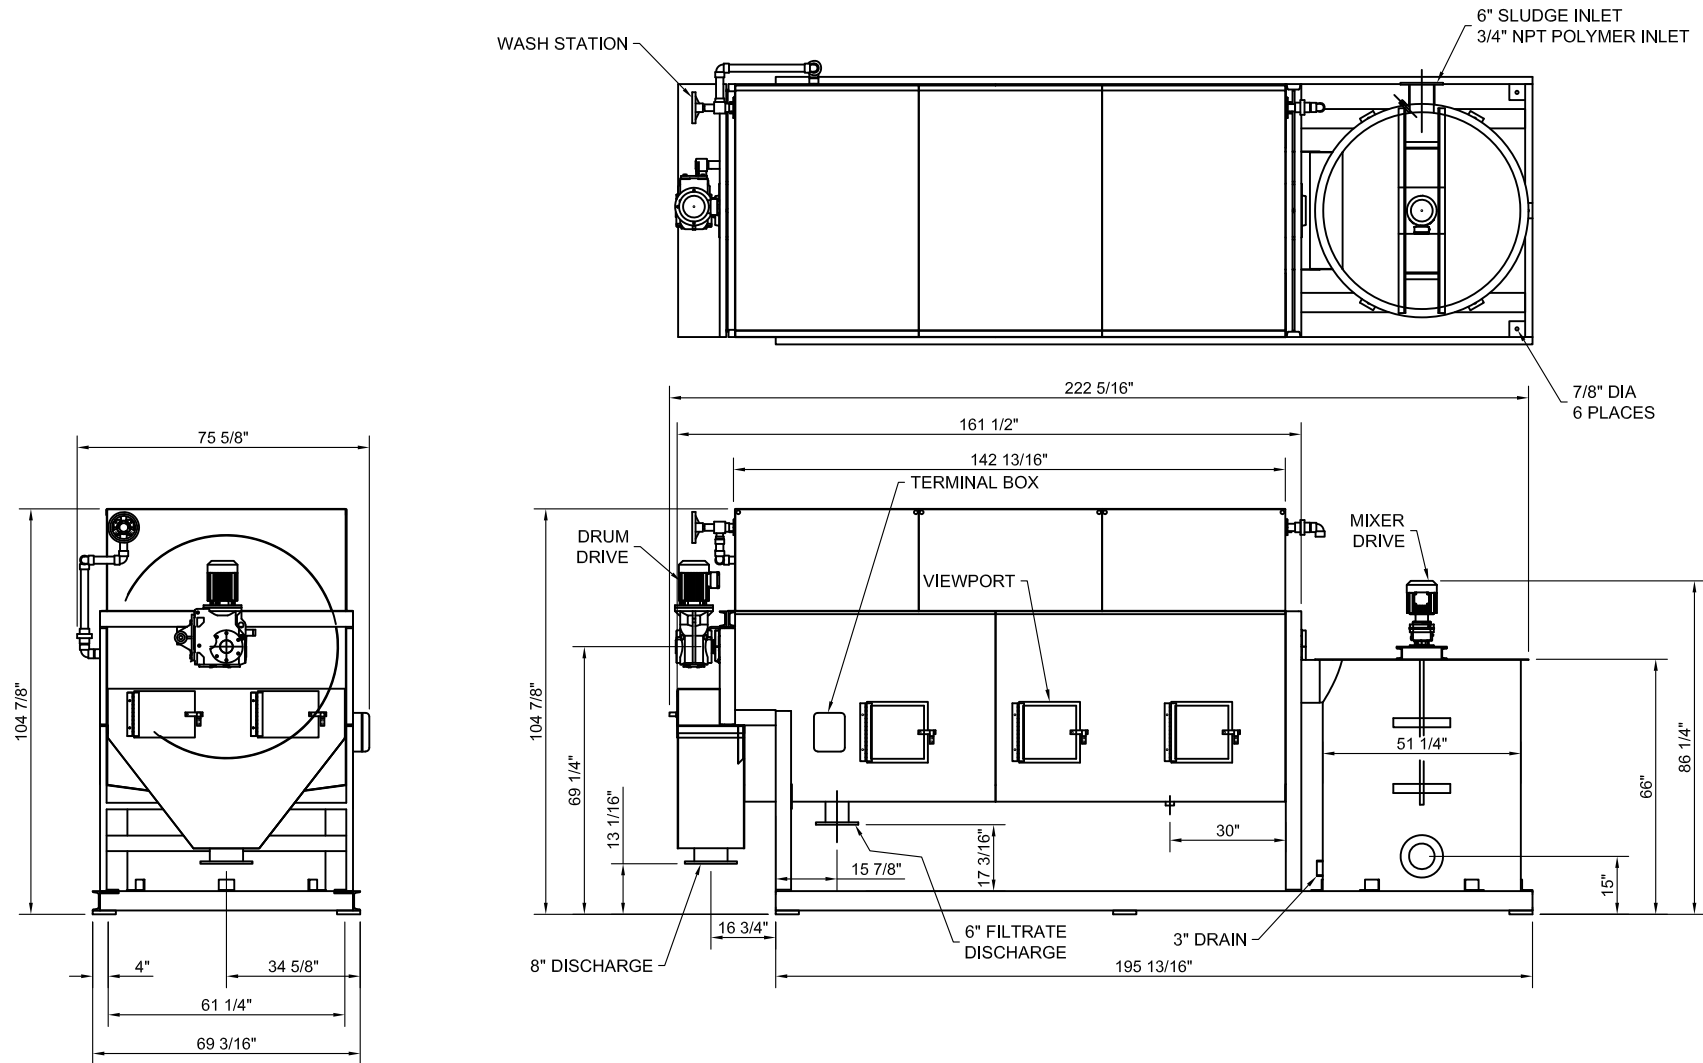 6" SLUDGE INLET
3/4" NPT POLYMER INLET
WASH STATION
7/8" DIA
6 PLACES
222 5/16"
161 1/2"
142 13/16"
TERMINAL BOX
DRUM
DRIVE
VIEWPORT
MIXER
DRIVE
75 5/8"
104 7/8"
104 7/8"
69 1/4"
13 1/16"
51 1/4"
66"
86 1/4"
30"
17 3/16"
15 7/8"
15"
16 3/4"
6" FILTRATE
DISCHARGE
3" DRAIN
8" DISCHARGE
195 13/16"
4"
34 5/8"
61 1/4"
69 3/16"